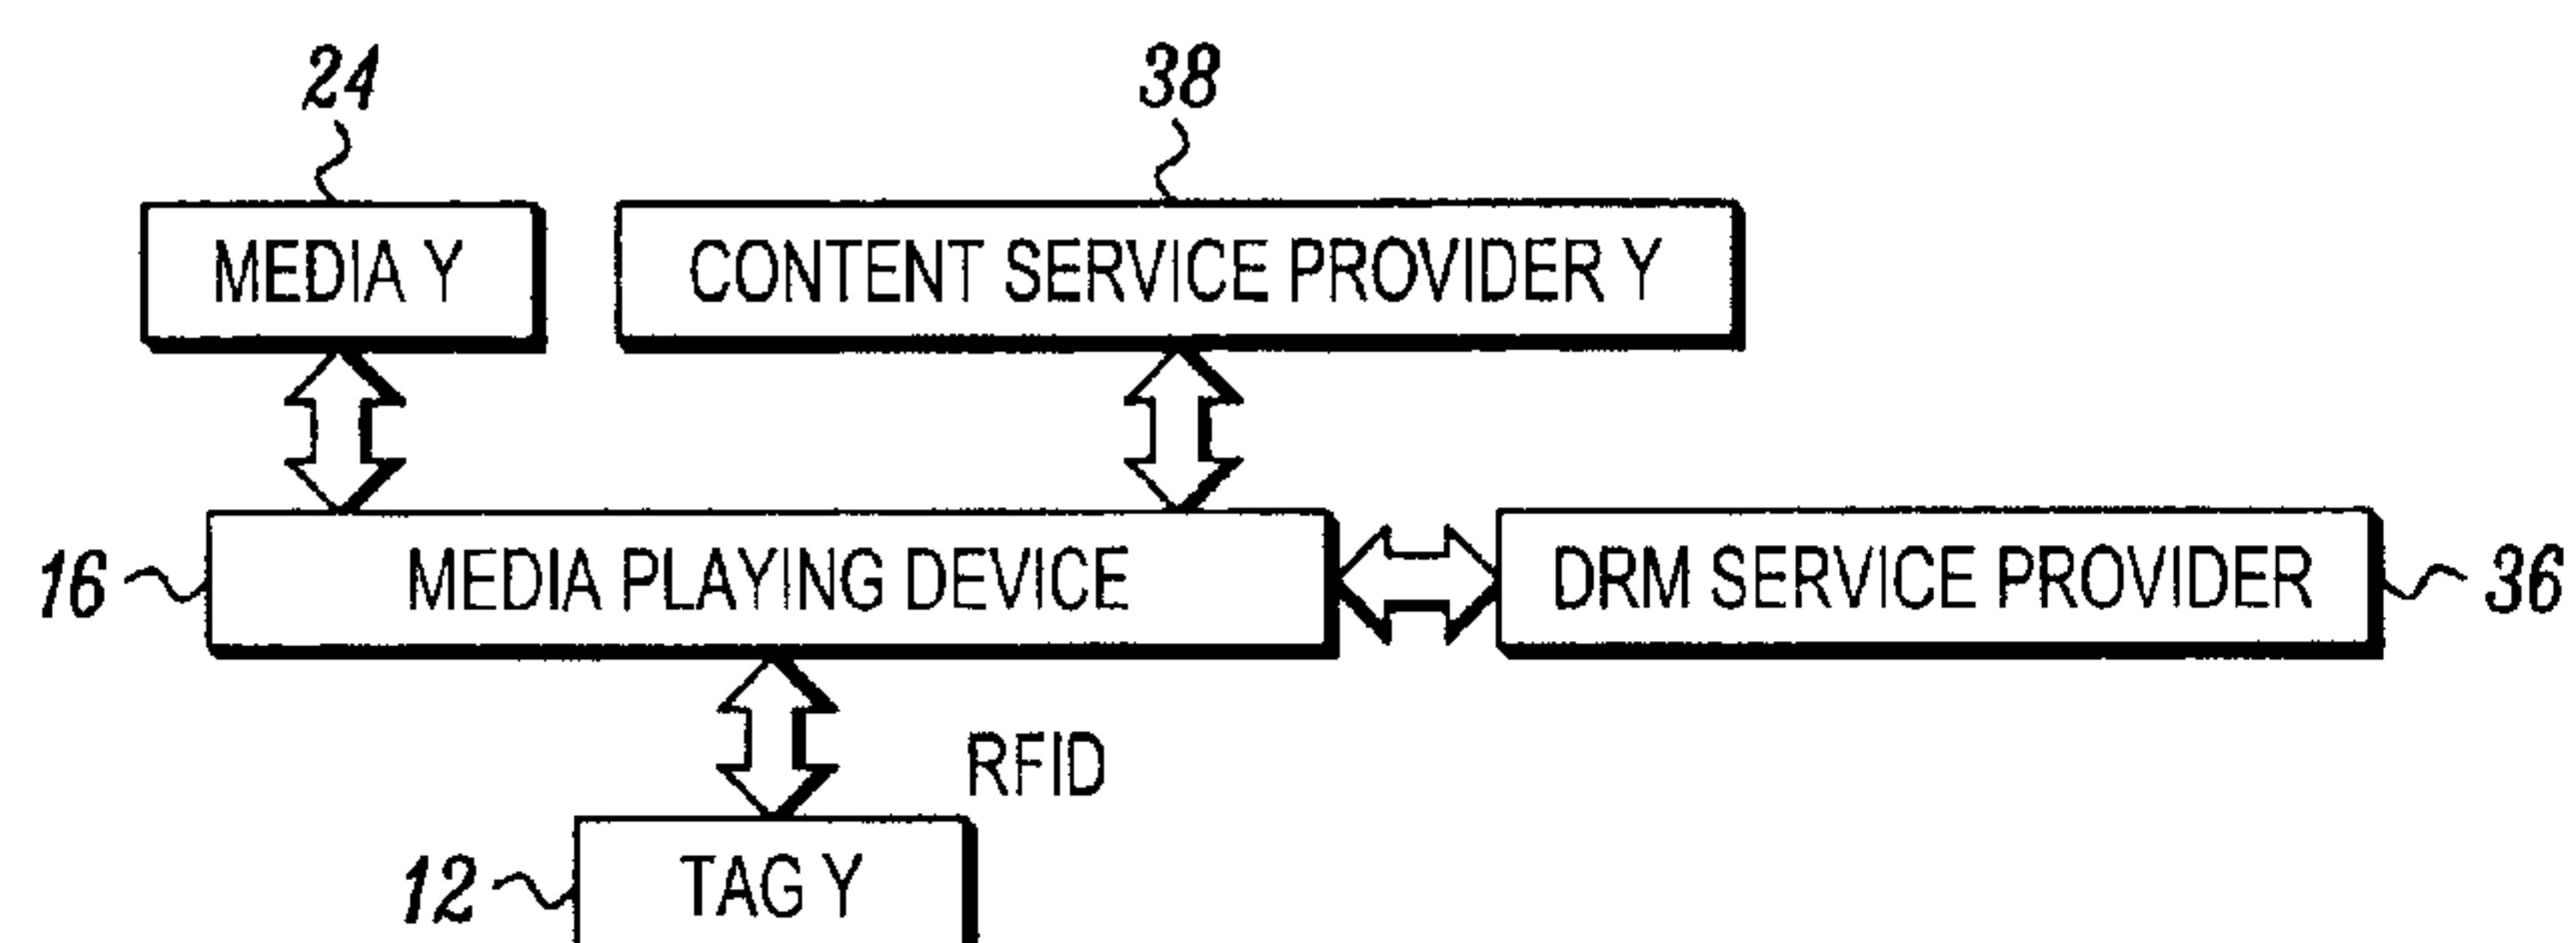 24 38
MEDIA Y CONTENT SERVICE PROVIDER Y
16 MEDIA PLAYING DEVICE DRM SERVICE PROVIDER 36
RFID
12 TAG Y